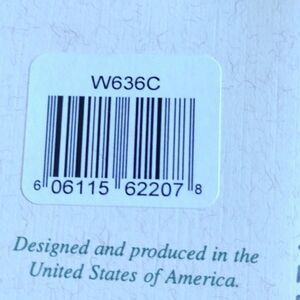 W636C
6 06115 62207 8
Designed and produced in the
United States of America.